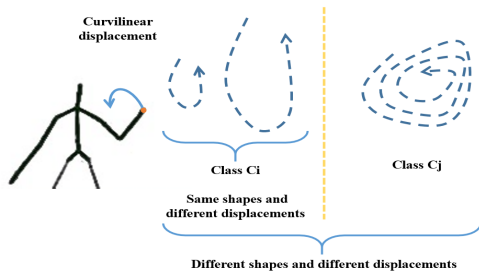 Curvilinear
displacement
Class Ci
Class Cj
Same shapes and
different displacements
Different shapes and different displacements